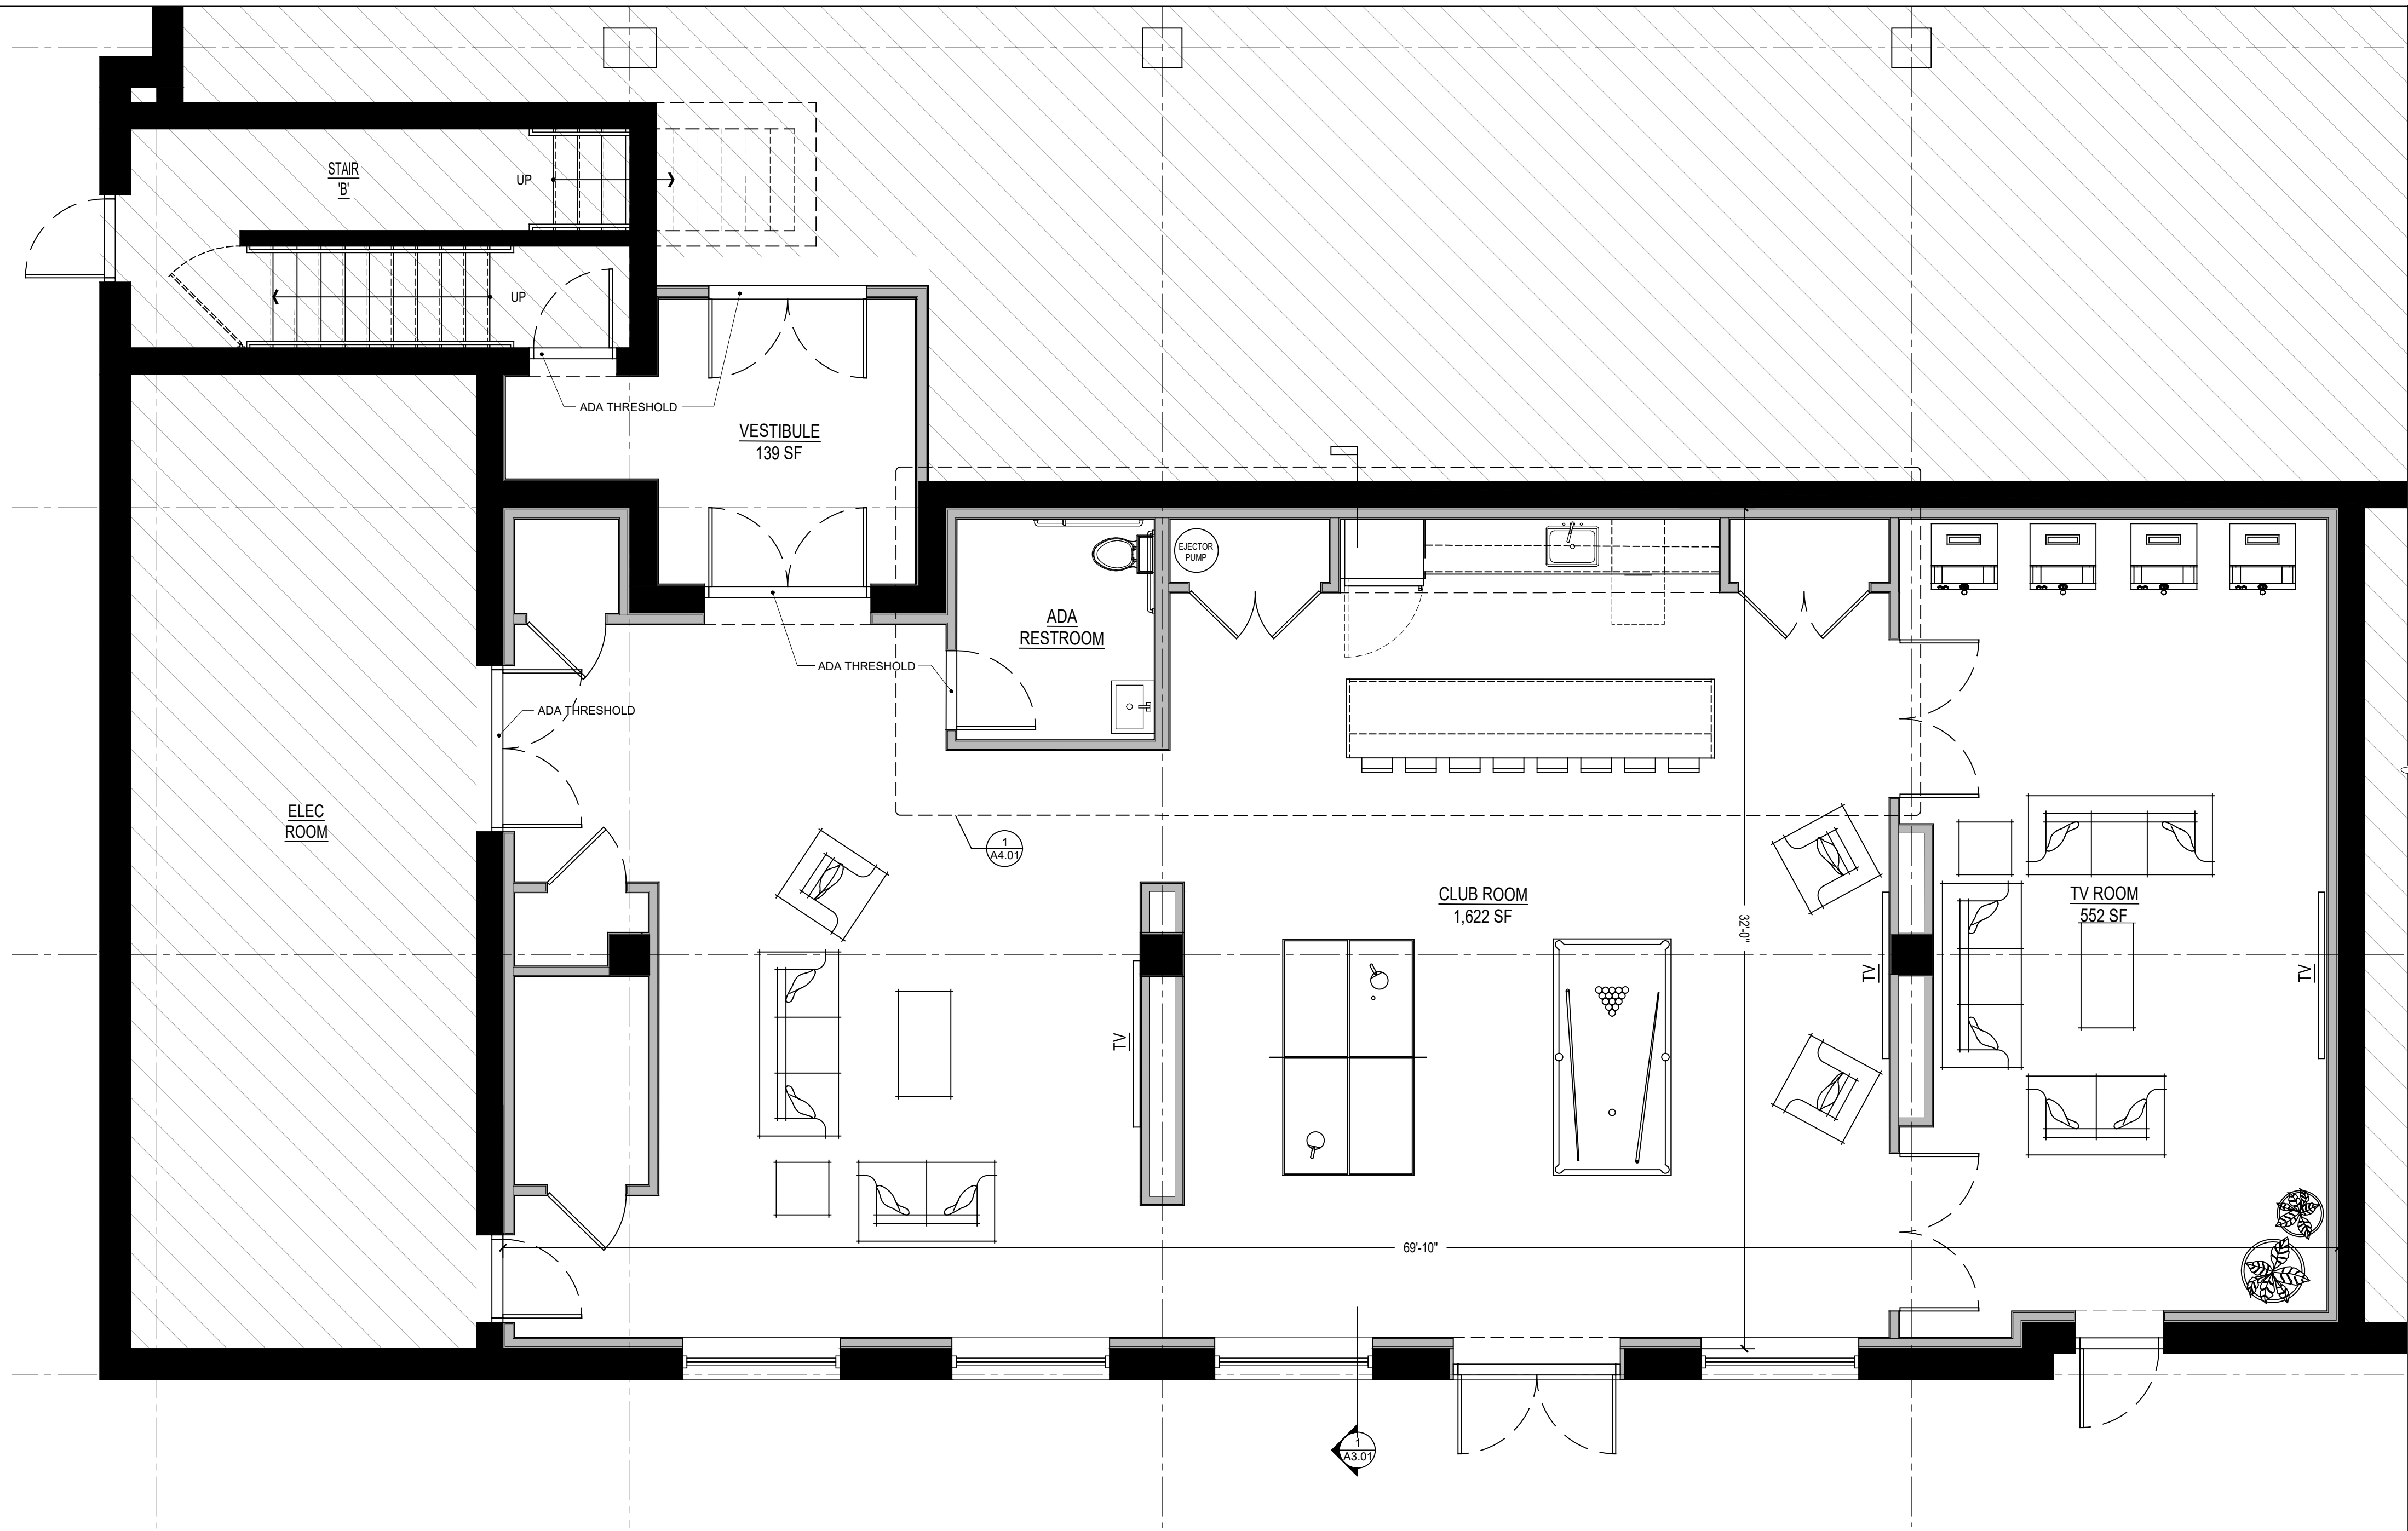 STAIR
'B'
UP
UP
ADA THRESHOLD
VESTIBULE
139 SF
EJECTOR
PUMP
ADA
RESTROOM
ADA THRESHOLD
ADA THRESHOLD
ELEC
ROOM
1
A4.01
CLUB ROOM
1,622 SF
32'-0"
TV ROOM
552 SF
TV
TV
TV
69'-10"
1
A3.01